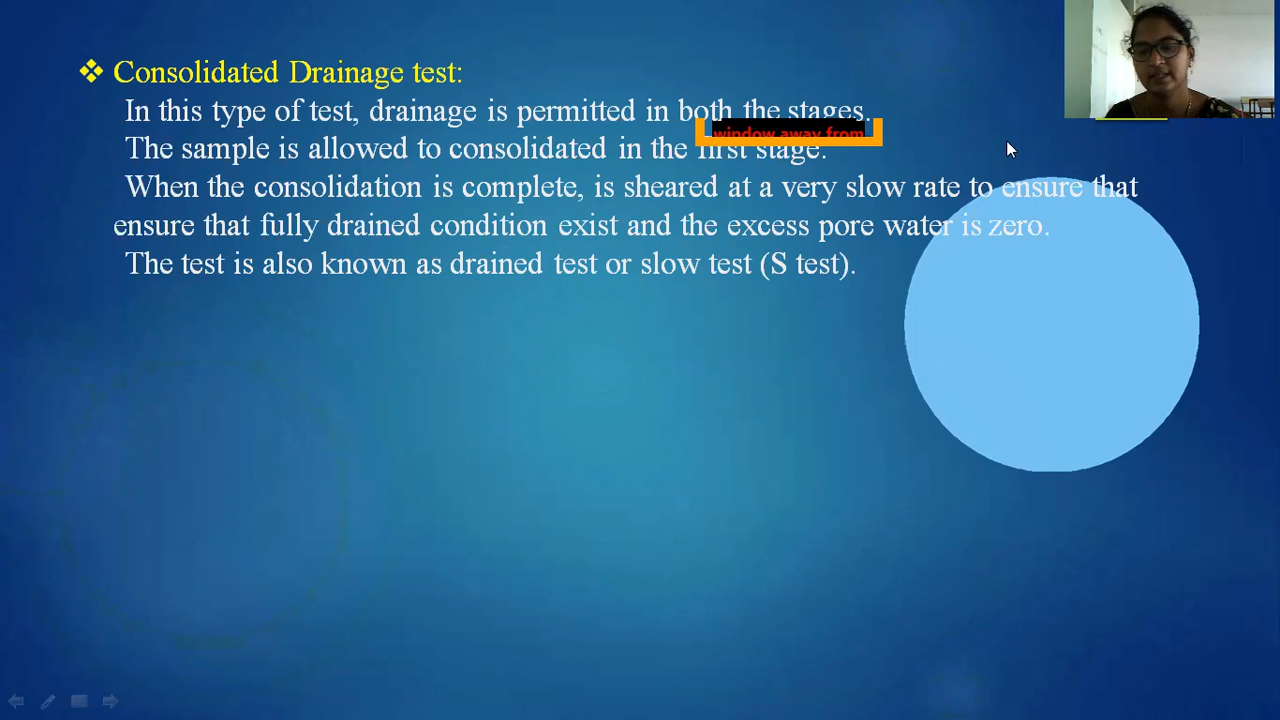 ❖ Consolidated Drainage test:
In this type of test, drainage is permitted in both the stages.
window away from
The sample is allowed to consolidated in the first stage.
When the consolidation is complete, is sheared at a very slow rate to ensure that
ensure that fully drained condition exist and the excess pore water is zero.
The test is also known as drained test or slow test (S test).